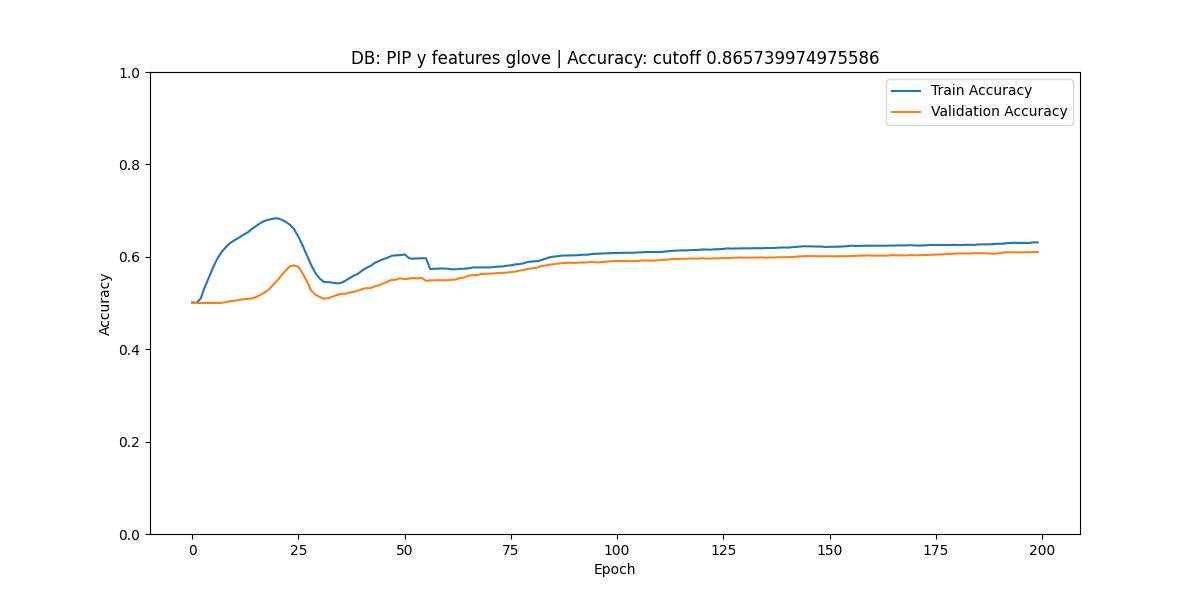 DB: PIP y features glove | Accuracy: cutoff 0.865739974975586
Train Accuracy
Validation Accuracy
Accuracy
1.0
0.8
0.6
0.4
0.2
0.0
0 25 50 75 100 125 150 175 200
Epoch